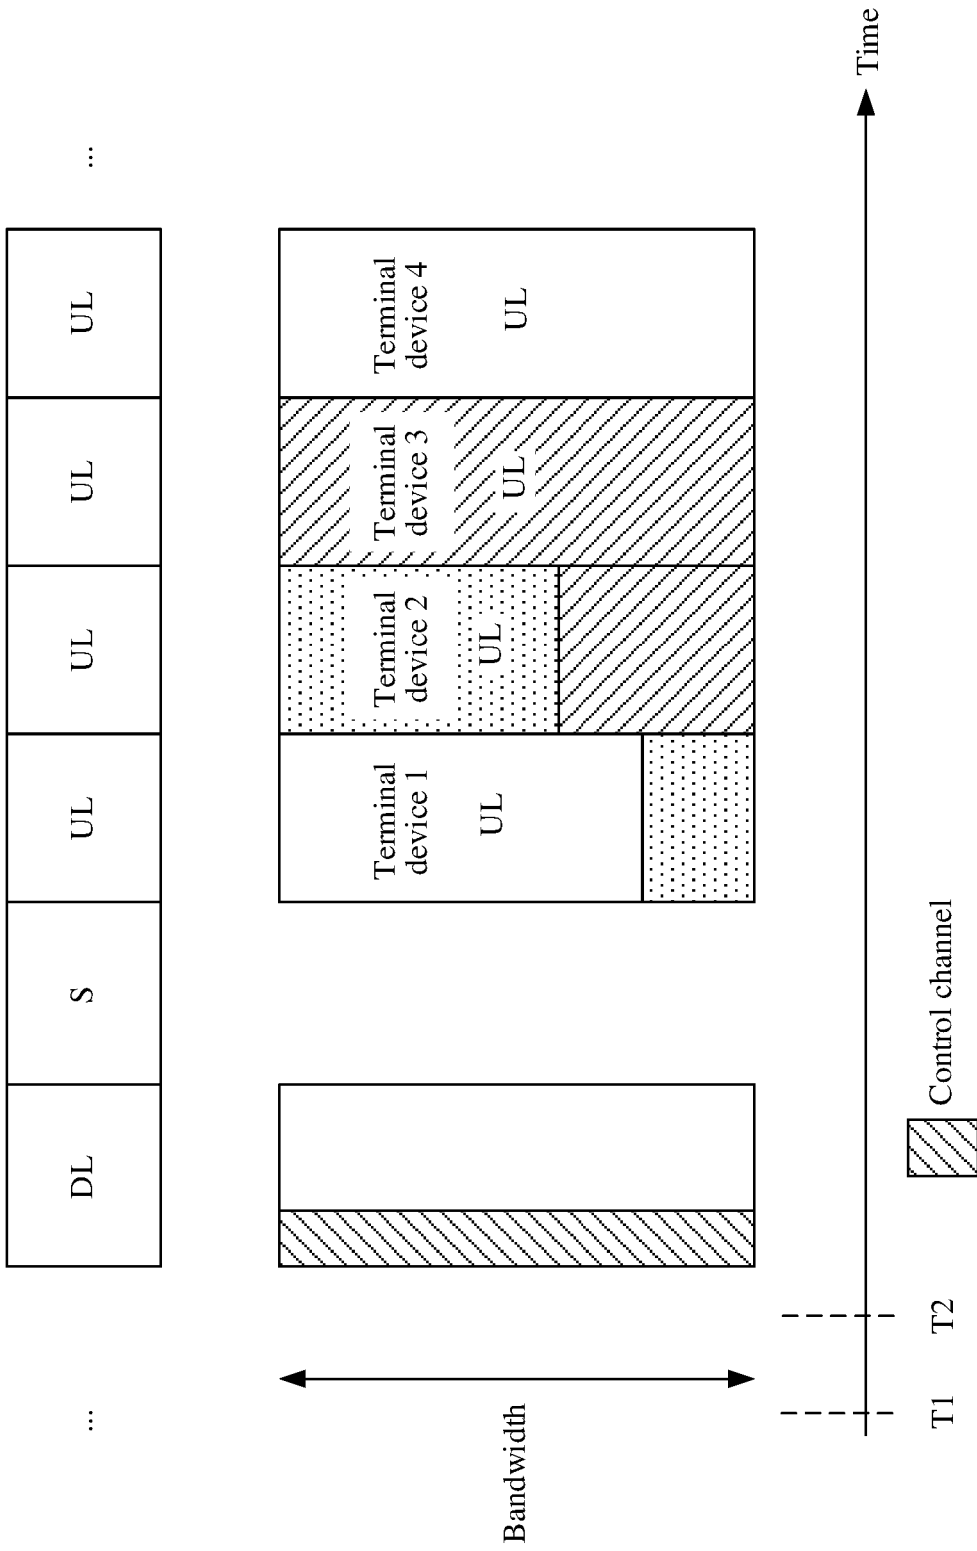 ...
DL
S
UL
UL
UL
UL
...
Bandwidth
Terminal
device 1
UL
Terminal
device 2
UL
Terminal
device 3
UL
Terminal
device 4
UL
Time
T1
T2
Control channel